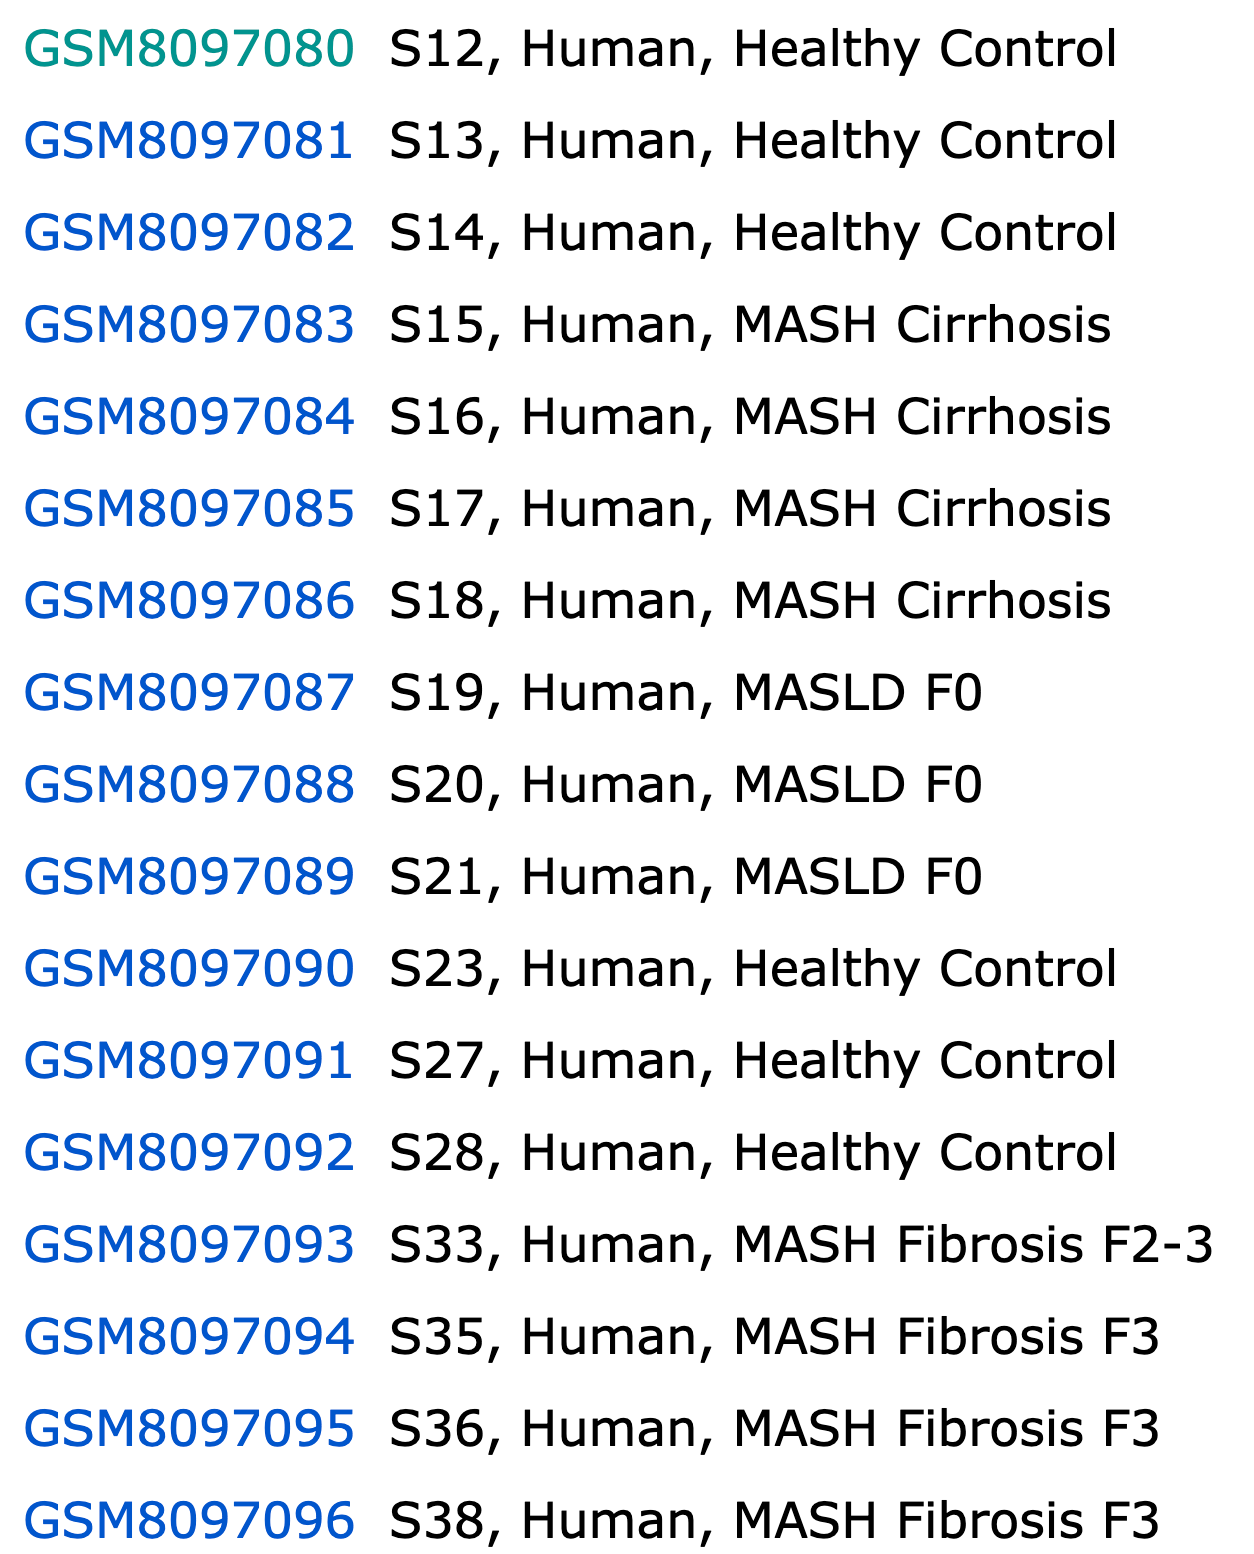 GSM8097080 S12, Human, Healthy Control
GSM8097081 S13, Human, Healthy Control
GSM8097082 S14, Human, Healthy Control
GSM8097083 S15, Human, MASH Cirrhosis
GSM8097084 S16, Human, MASH Cirrhosis
GSM8097085 S17, Human, MASH Cirrhosis
GSM8097086 S18, Human, MASH Cirrhosis
GSM8097087 S19, Human, MASLD F0
GSM8097088 S20, Human, MASLD F0
GSM8097089 S21, Human, MASLD F0
GSM8097090 S23, Human, Healthy Control
GSM8097091 S27, Human, Healthy Control
GSM8097092 S28, Human, Healthy Control
GSM8097093 S33, Human, MASH Fibrosis F2-3
GSM8097094 S35, Human, MASH Fibrosis F3
GSM8097095 S36, Human, MASH Fibrosis F3
GSM8097096 S38, Human, MASH Fibrosis F3